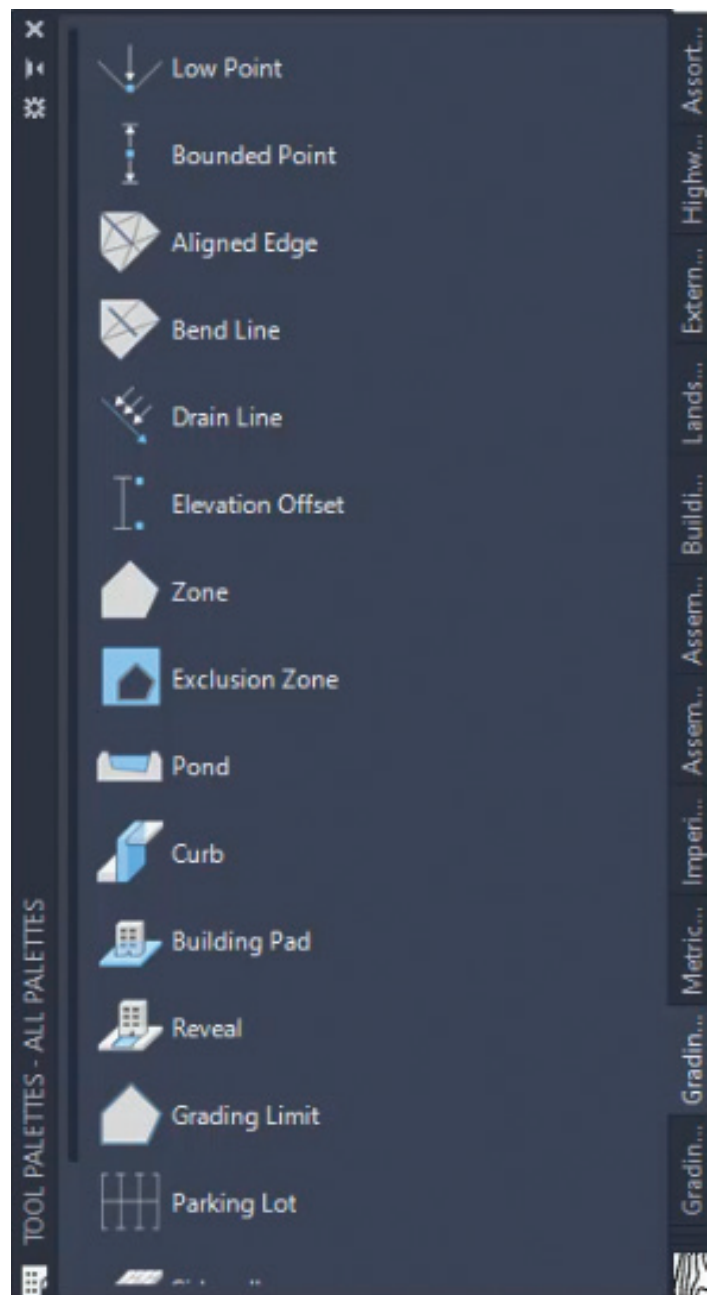 Low Point
Bounded Point
Aligned Edge
Bend Line
Drain Line
Elevation Offset
Zone
Exclusion Zone
Pond
Curb
Building Pad
Reveal
Grading Limit
Parking Lot
TOOL PALETTES - ALL PALETTES
Assort...
Highw...
Extern...
Lands...
Buildi...
Assem...
Assem...
Imperi...
Metric...
Gradin...
Gradin...